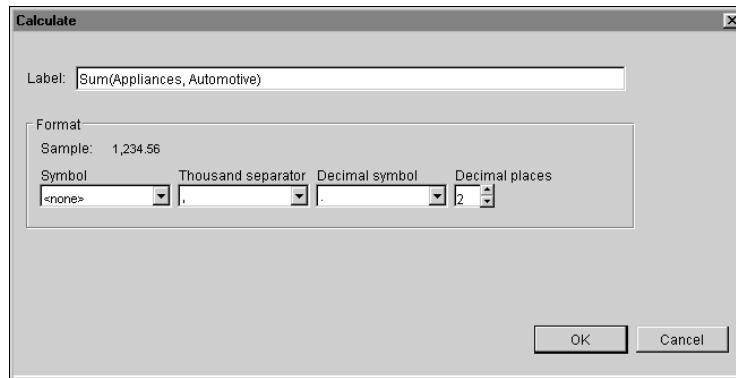 Calculate
Label: Sum(Appliances, Automotive)
Format
Sample: 1,234.56
Symbol Thousand separator Decimal symbol Decimal places
<none> , . 2
OK Cancel